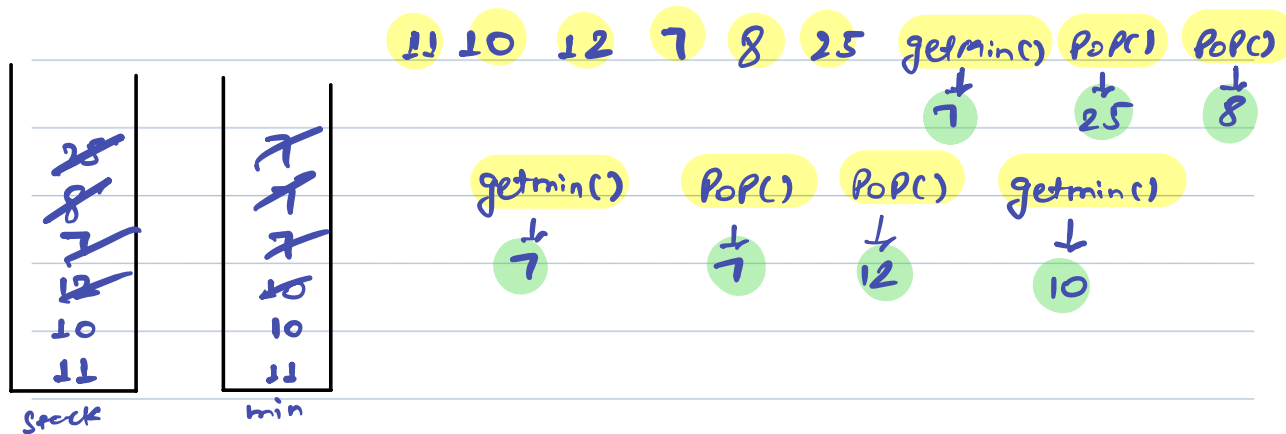 11 10 12 7 8 25 getmin() POP() POP()
7 25 8
getmin() POP() POP() getmin()
7 7 12 10
25 7
8 7
7 7
12 10
10 10
11 11
stack min